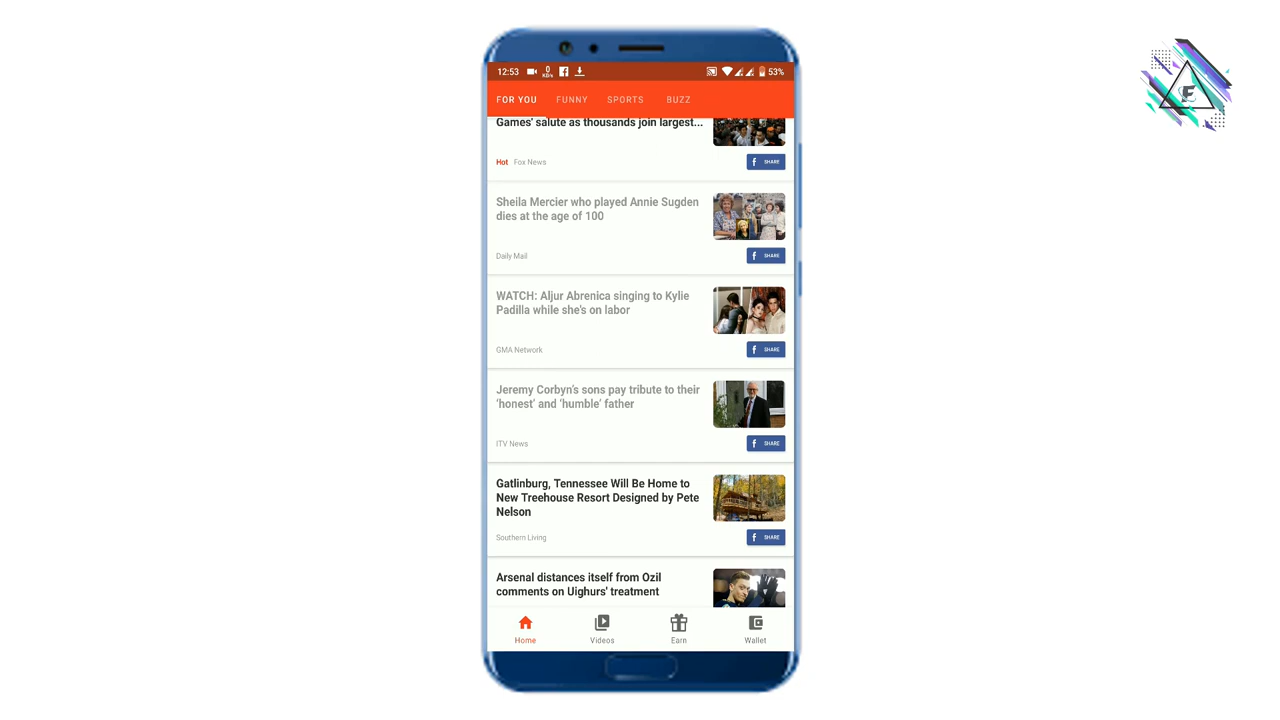 12:53
0
KB/s
53%
FOR YOU FUNNY SPORTS BUZZ
Games' salute as thousands join largest...
Hot Fox News
SHARE
Sheila Mercier who played Annie Sugden
dies at the age of 100
Daily Mail
SHARE
WATCH: Aljur Abrenica singing to Kylie
Padilla while she's on labor
GMA Network
SHARE
Jeremy Corbyn's sons pay tribute to their
'honest' and 'humble' father
ITV News
SHARE
Gatlinburg, Tennessee Will Be Home to
New Treehouse Resort Designed by Pete
Nelson
Southern Living
SHARE
Arsenal distances itself from Ozil
comments on Uighurs' treatment
Home Videos Earn Wallet